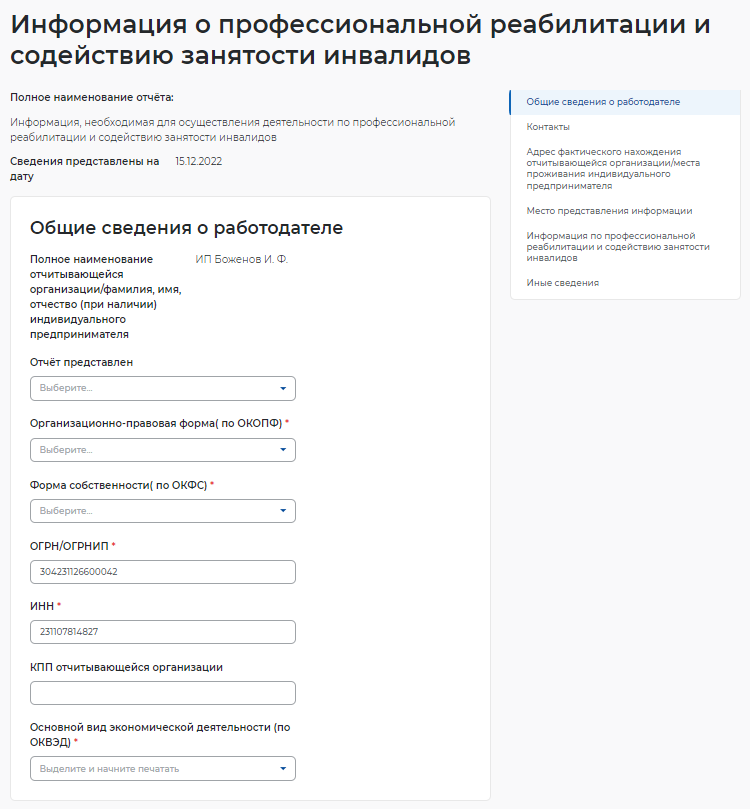 Информация о профессиональной реабилитации и
содействию занятости инвалидов
Полное наименование отчёта:
Информация, необходимая для осуществления деятельности по профессиональной
реабилитации и содействию занятости инвалидов
Сведения представлены на
дату
15.12.2022
Общие сведения о работодателе
Контакты
Адрес фактического нахождения
отчитывающейся организации/места
проживания индивидуального
предпринимателя
Место представления информации
Информация по профессиональной
реабилитации и содействию занятости
инвалидов
Иные сведения
Общие сведения о работодателе
Полное наименование
отчитывающейся
организации/фамилия, имя,
отчество (при наличии)
индивидуального
предпринимателя
ИП Боженов И. Ф.
Отчёт представлен
Выберите...
Организационно-правовая форма( по ОКОПФ) *
Выберите...
Форма собственности( по ОКФС) *
Выберите...
ОГРН/ОГРНИП *
304231126600042
ИНН *
231107814827
КПП отчитывающейся организации
Основной вид экономической деятельности (по
ОКВЭД) *
Выделите и начните печатать